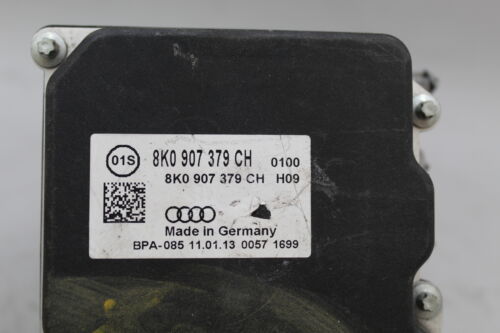 01S 8K0 907 379 CH 0100
8K0 907 379 CH H09
Made in Germany
BPA-085 11.01.13 0057 1699